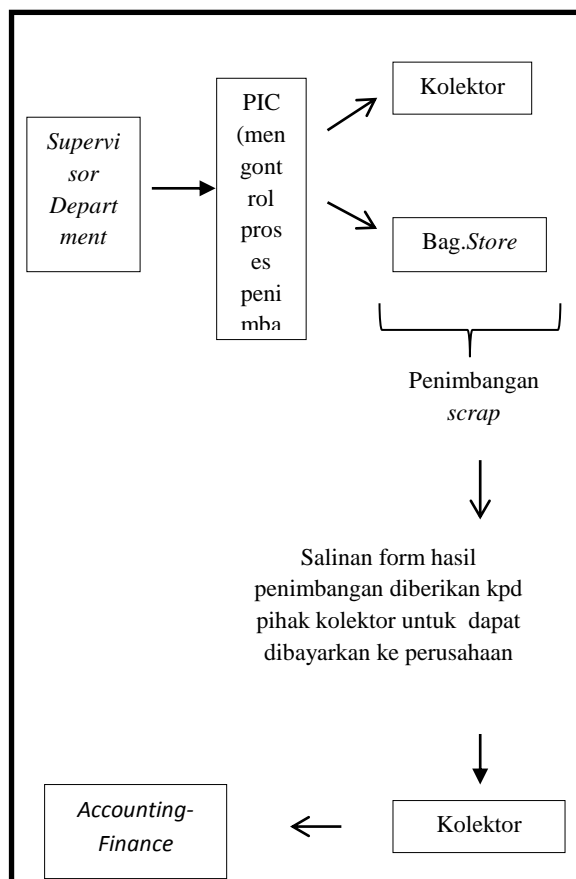 Supervi
sor
Depart
ment
PIC
(men
gont
rol
pros
es
peni
mba
Kolektor
Bag.Store
Penimbangan
scrap
Salinan form hasil
penimbangan diberikan kpd
pihak kolektor untuk dapat
dibayarkan ke perusahaan
Kolektor
Accounting-
Finance